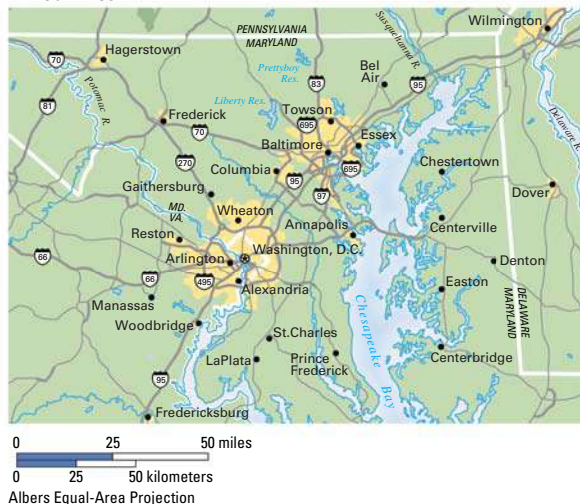 Wilmington
PENNSYLVANIA
MARYLAND
Susquehanna R.
Hagerstown
70
Prettyboy
Res.
83
Bel
Air
95
81
Potamac R.
Liberty Res.
Towson
Delaware R.
Frederick
70
695
Essex
Baltimore
270
Columbia
95
695
Chestertown
Gaithersburg
97
Dover
MD.
VA.
Wheaton
Annapolis
Centerville
Reston
Washington, D.C.
66
Arlington
Denton
66
495
Alexandria
Easton
Manassas
Chesapeake Bay
DELAWARE
MARYLAND
Woodbridge
St.Charles
LaPlata
Prince
Frederick
Centerbridge
95
Fredericksburg
0 25 50 miles
0 25 50 kilometers
Albers Equal-Area Projection